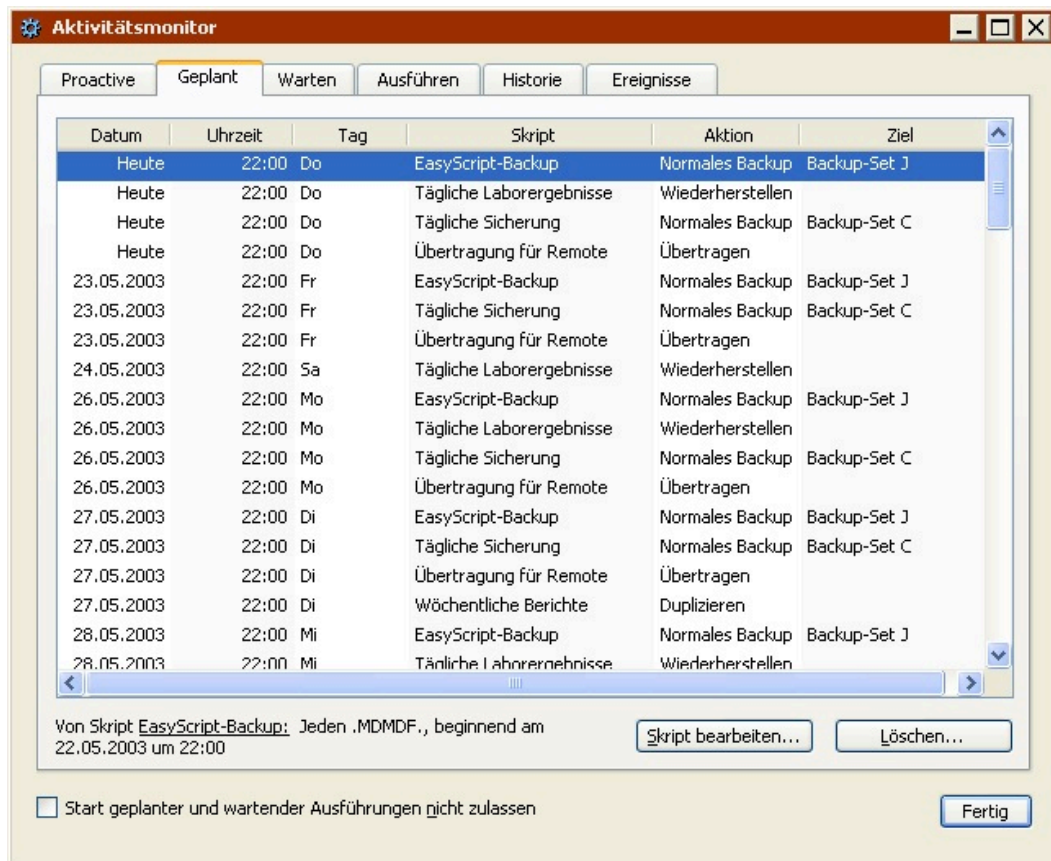 Aktivitätsmonitor
Proactive Geplant Warten Ausführen Historie Ereignisse
Datum Uhrzeit Tag Skript Aktion Ziel
Heute 22:00 Do EasyScript-Backup Normales Backup Backup-Set J
Heute 22:00 Do Tägliche Laborergebnisse Wiederherstellen
Heute 22:00 Do Tägliche Sicherung Normales Backup Backup-Set C
Heute 22:00 Do Übertragung für Remote Übertragen
23.05.2003 22:00 Fr EasyScript-Backup Normales Backup Backup-Set J
23.05.2003 22:00 Fr Tägliche Sicherung Normales Backup Backup-Set C
23.05.2003 22:00 Fr Übertragung für Remote Übertragen
24.05.2003 22:00 Sa Tägliche Laborergebnisse Wiederherstellen
26.05.2003 22:00 Mo EasyScript-Backup Normales Backup Backup-Set J
26.05.2003 22:00 Mo Tägliche Laborergebnisse Wiederherstellen
26.05.2003 22:00 Mo Tägliche Sicherung Normales Backup Backup-Set C
26.05.2003 22:00 Mo Übertragung für Remote Übertragen
27.05.2003 22:00 Di EasyScript-Backup Normales Backup Backup-Set J
27.05.2003 22:00 Di Tägliche Sicherung Normales Backup Backup-Set C
27.05.2003 22:00 Di Übertragung für Remote Übertragen
27.05.2003 22:00 Di Wöchentliche Berichte Duplizieren
28.05.2003 22:00 Mi EasyScript-Backup Normales Backup Backup-Set J
28.05.2003 22:00 Mi Tägliche Laborergebnisse Wiederherstellen
Von Skript EasyScript-Backup: Jeden .MDMDF., beginnend am
22.05.2003 um 22:00
Skript bearbeiten... Löschen...
Start geplanter und wartender Ausführungen nicht zulassen
Fertig